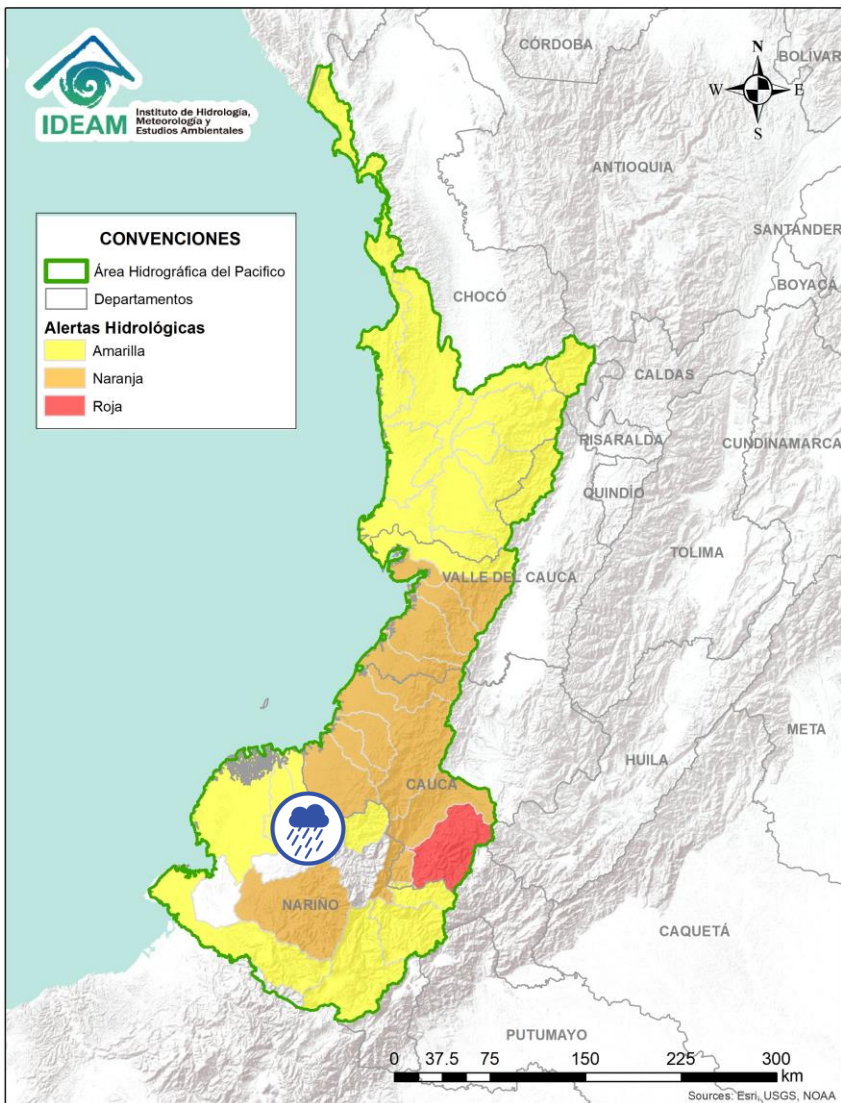 IDEAM
Instituto de Hidrología,
Meteorología y
Estudios Ambientales
CÓRDOBA
BOLÍVAR
N
W
E
S
ANTIOQUIA
SANTANDER
BOYACÁ
CONVENCIONES
Área Hidrográfica del Pacifico
Departamentos
Alertas Hidrológicas
Amarilla
Naranja
Roja
CHOCÓ
CALDAS
RISARALDA
CUNDINAMARCA
QUINDÍO
TOLIMA
VALLE DEL CAUCA
META
HUILA
CAUCA
NARIÑO
CAQUETÁ
PUTUMAYO
0 37.5 75 150 225 300
km
Sources: Esri, USGS, NOAA